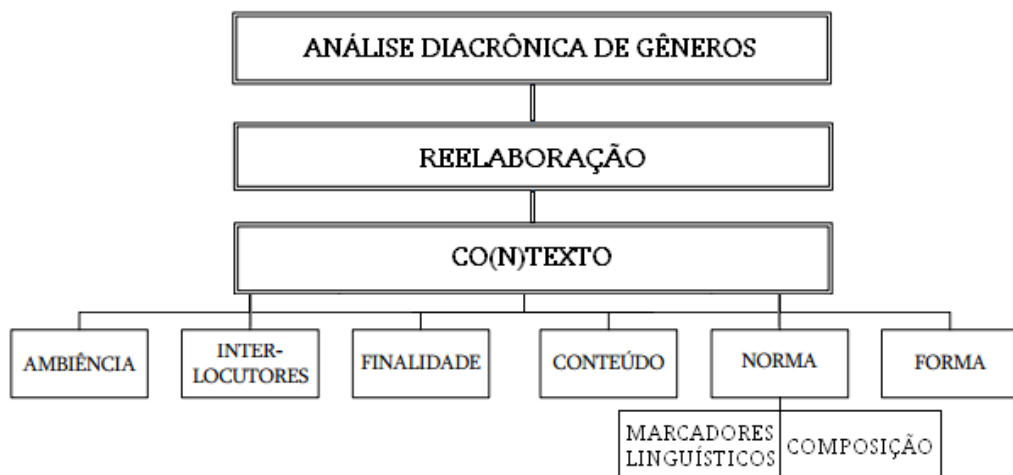 ANÁLISE DIACRÔNICA DE GÊNEROS
REELABORAÇÃO
CO(N)TEXTO
AMBIÊNCIA
INTER-
LOCUTORES
FINALIDADE
CONTEÚDO
NORMA
FORMA
MARCADORES
LINGUÍSTICOS
COMPOSIÇÃO